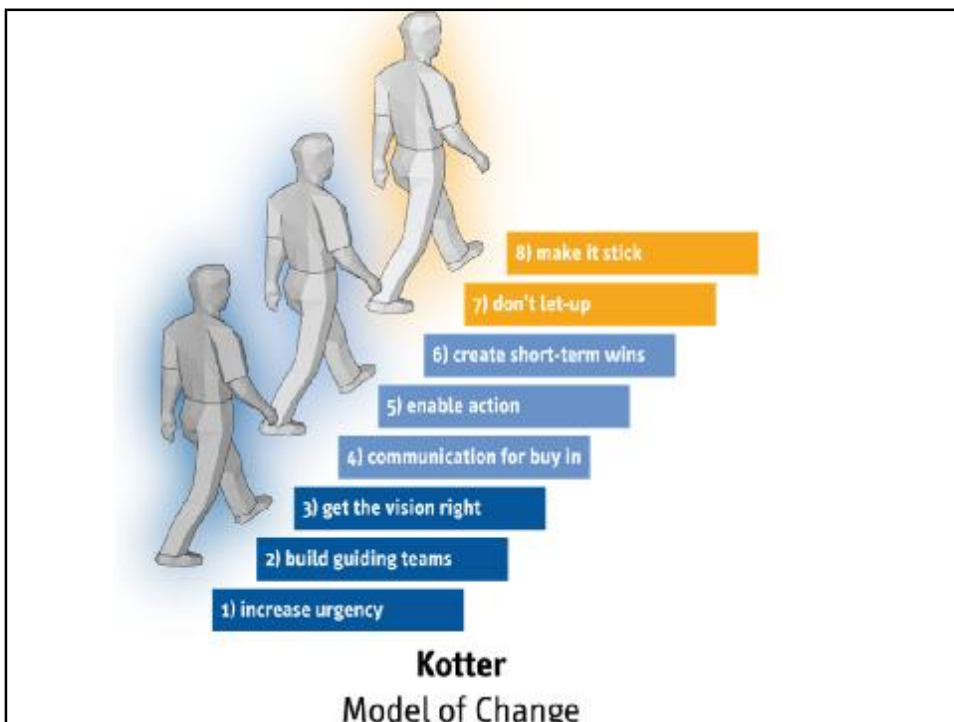 8) make it stick
7) don't let-up
6) create short-term wins
5) enable action
4) communication for buy in
3) get the vision right
2) build guiding teams
1) increase urgency
Kotter
Model of Change